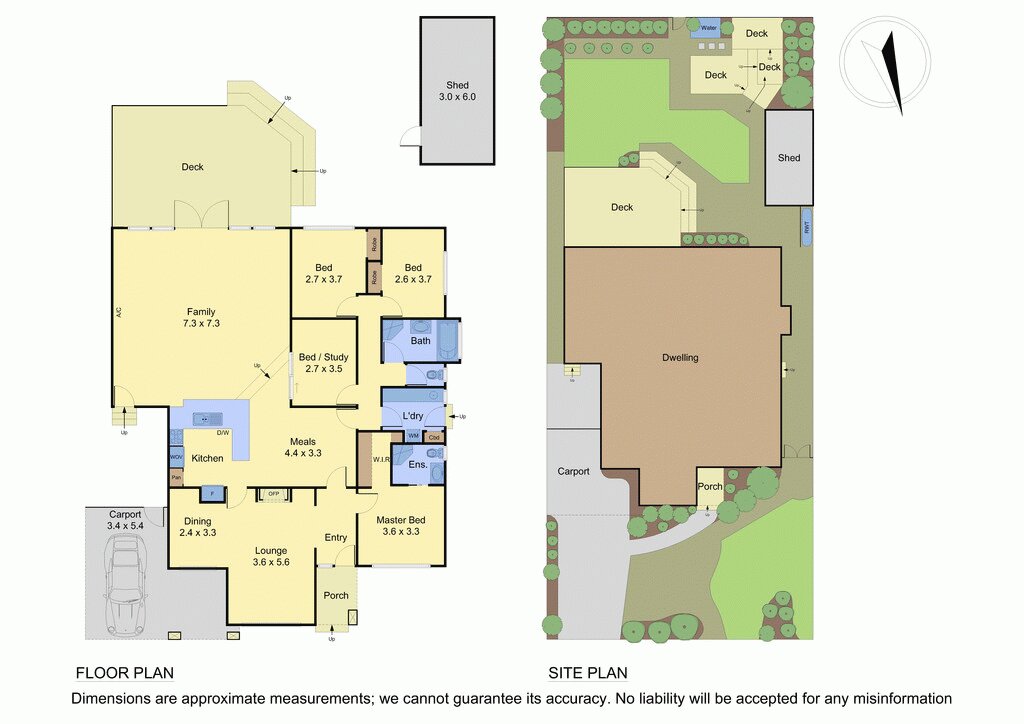 Shed
3.0 x 6.0
Up
Deck
Up
Family
7.3 x 7.3
A/C
Bed
2.7 x 3.7
Robe
Robe
Bed
2.6 x 3.7
Bath
Up
Bed / Study
2.7 x 3.5
L'dry
Up
WM
Cbd
Up
D/W
Kitchen
WOV
Pan
F
Meals
4.4 x 3.3
W.I.R
Ens.
OFP
Carport
3.4 x 5.4
Dining
2.4 x 3.3
Lounge
3.6 x 5.6
Entry
Master Bed
3.6 x 3.3
Porch
Up
Water
Deck
Up
Up
Deck
Deck
Up
Up
Shed
Up
Deck
Up
RWT
Dwelling
Up
Up
Carport
Porch
Up
FLOOR PLAN
SITE PLAN
Dimensions are approximate measurements; we cannot guarantee its accuracy. No liability will be accepted for any misinformation